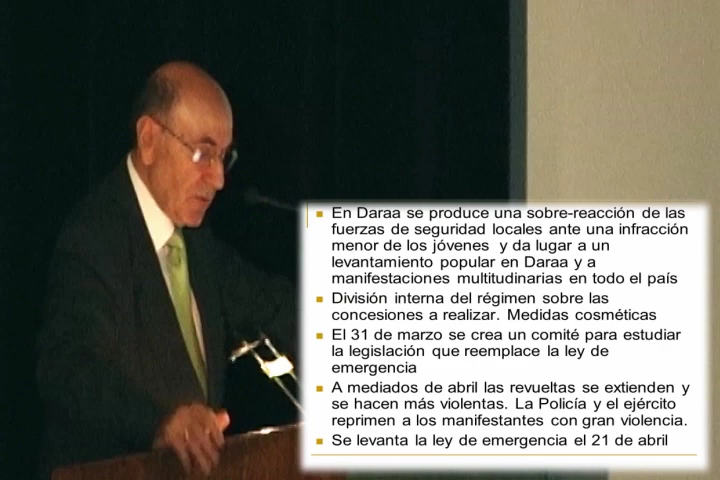 En Daraa se produce una sobre-reacción de las
fuerzas de seguridad locales ante una infracción
menor de los jóvenes y da lugar a un
levantamiento popular en Daraa y a
manifestaciones multitudinarias en todo el país
División interna del régimen sobre las
concesiones a realizar. Medidas cosméticas
El 31 de marzo se crea un comité para estudiar
la legislación que reemplace la ley de
emergencia
A mediados de abril las revueltas se extienden y
se hacen más violentas. La Policía y el ejército
reprimen a los manifestantes con gran violencia.
Se levanta la ley de emergencia el 21 de abril